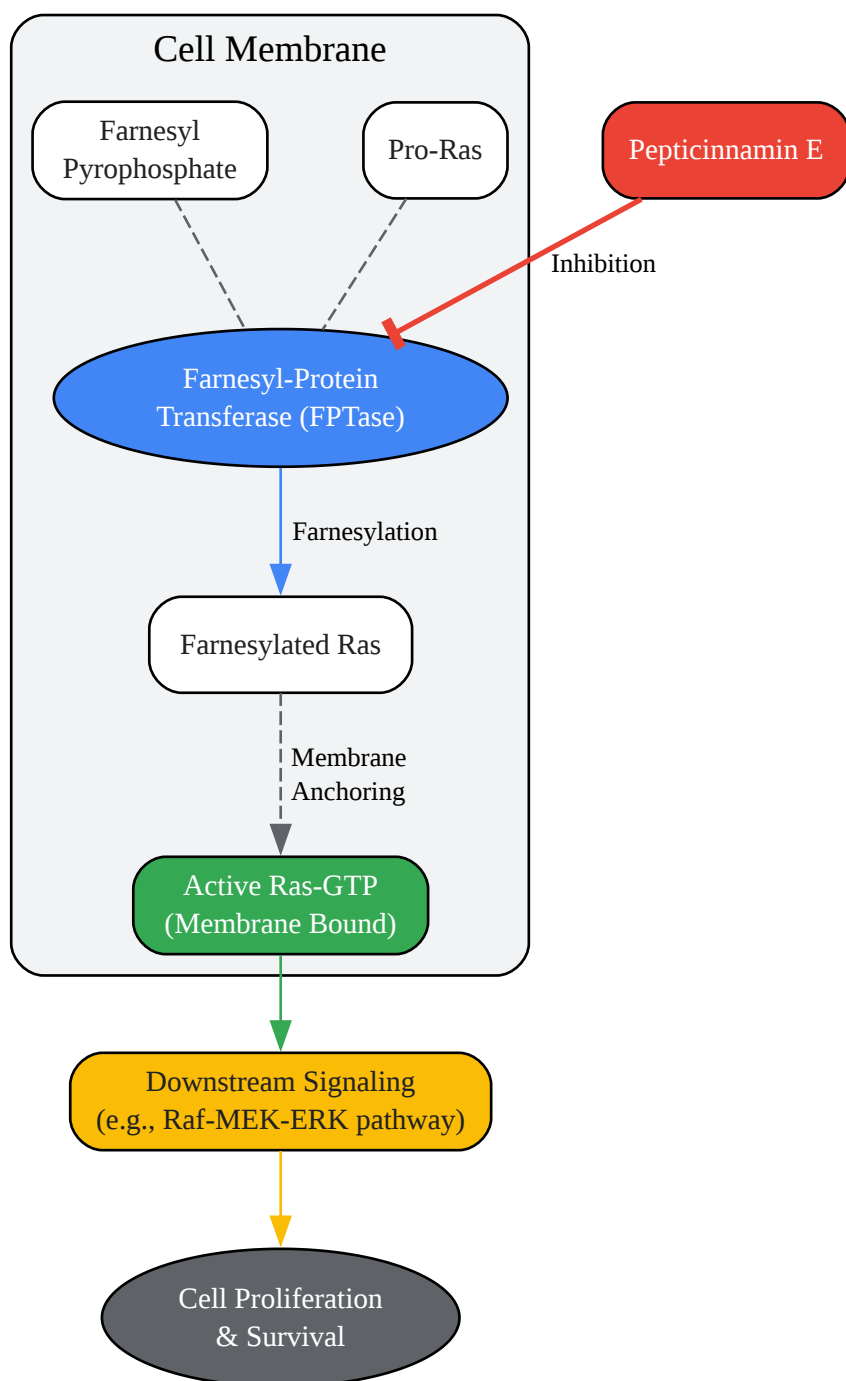 Cell Membrane
Farnesyl
Pyrophosphate
Pro-Ras
Pepticinnamin E
Inhibition
Farnesyl-Protein
Transferase (FPTase)
Farnesylation
Farnesylated Ras
Membrane
Anchoring
Active Ras-GTP
(Membrane Bound)
Downstream Signaling
(e.g., Raf-MEK-ERK pathway)
Cell Proliferation
& Survival